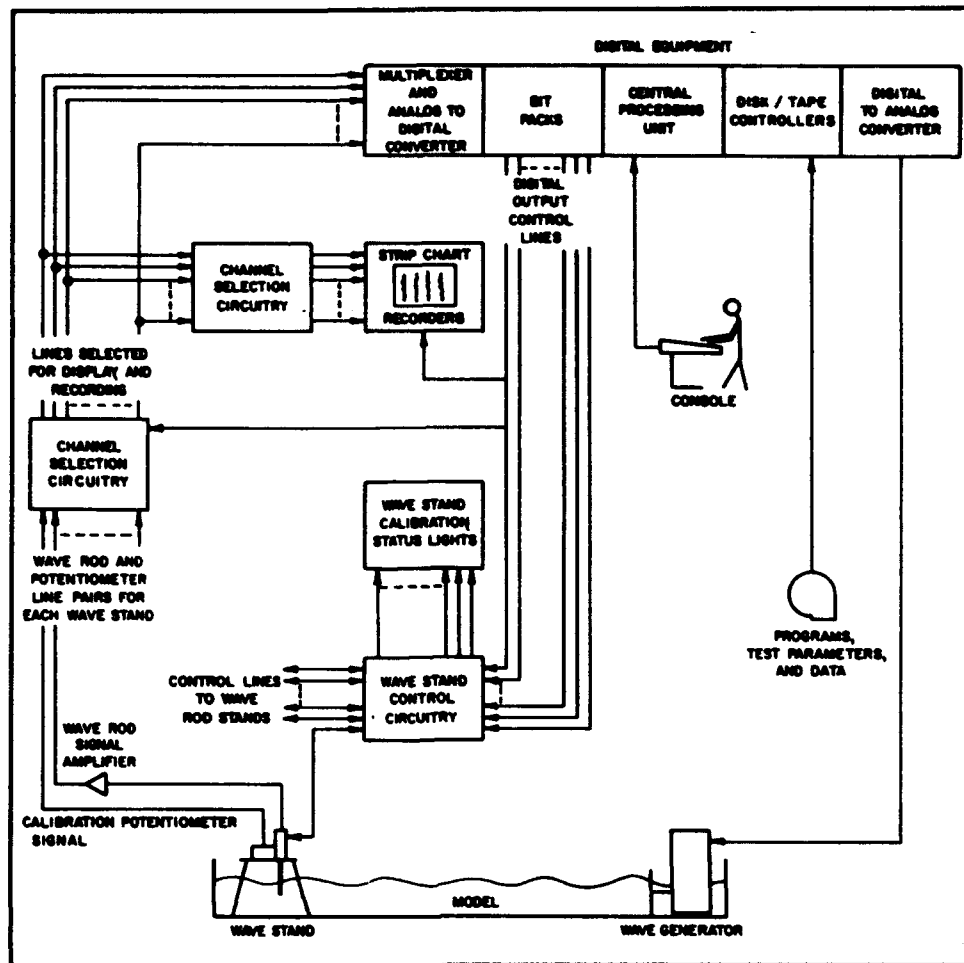 DIGITAL EQUIPMENT
MULTIPLEXER
AND
ANALOG TO
DIGITAL
CONVERTER
BIT
PACKS
CENTRAL
PROCESSING
UNIT
DISK / TAPE
CONTROLLERS
DIGITAL
TO ANALOG
CONVERTER
DIGITAL
OUTPUT
CONTROL
LINES
CHANNEL
SELECTION
CIRCUITRY
STRIP CHART
RECORDERS
LINES SELECTED
FOR DISPLAY AND
RECORDING
CONSOLE
CHANNEL
SELECTION
CIRCUITRY
WAVE STAND
CALIBRATION
STATUS LIGHTS
WAVE ROD AND
POTENTIOMETER
LINE PAIRS FOR
EACH WAVE STAND
PROGRAMS,
TEST PARAMETERS,
AND DATA
CONTROL LINES
TO WAVE
ROD STANDS
WAVE STAND
CONTROL
CIRCUITRY
WAVE ROD
SIGNAL
AMPLIFIER
CALIBRATION POTENTIOMETER
SIGNAL
MODEL
WAVE STAND
WAVE GENERATOR